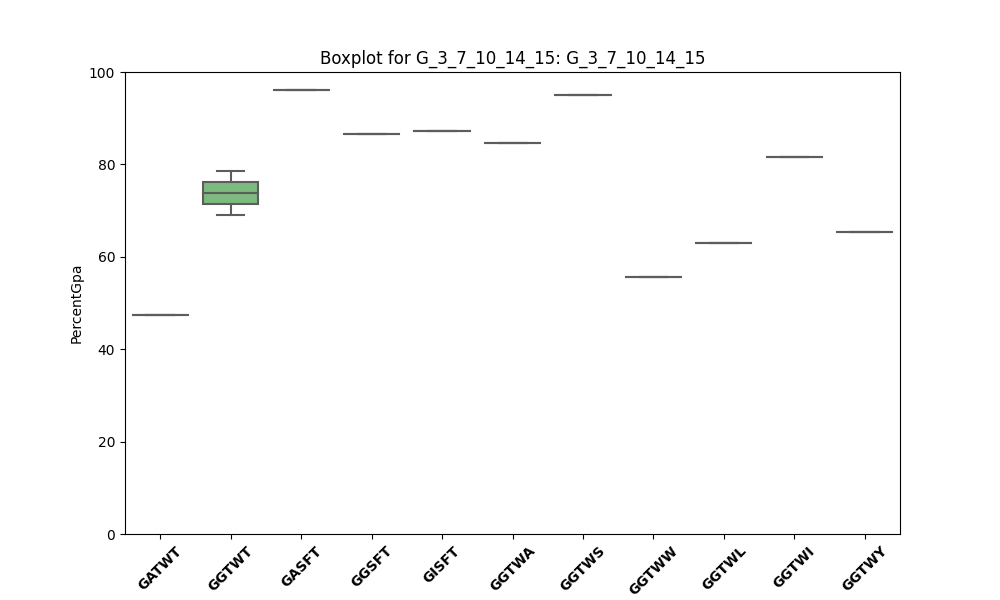 Boxplot for G_3_7_10_14_15: G_3_7_10_14_15
100
80
60
40
20
0
PercentGpa
GATWT
GGTWT
GASFT
GGSFT
GISFT
GGTWA
GGTWS
GGTWW
GGTWL
GGTWI
GGTWY